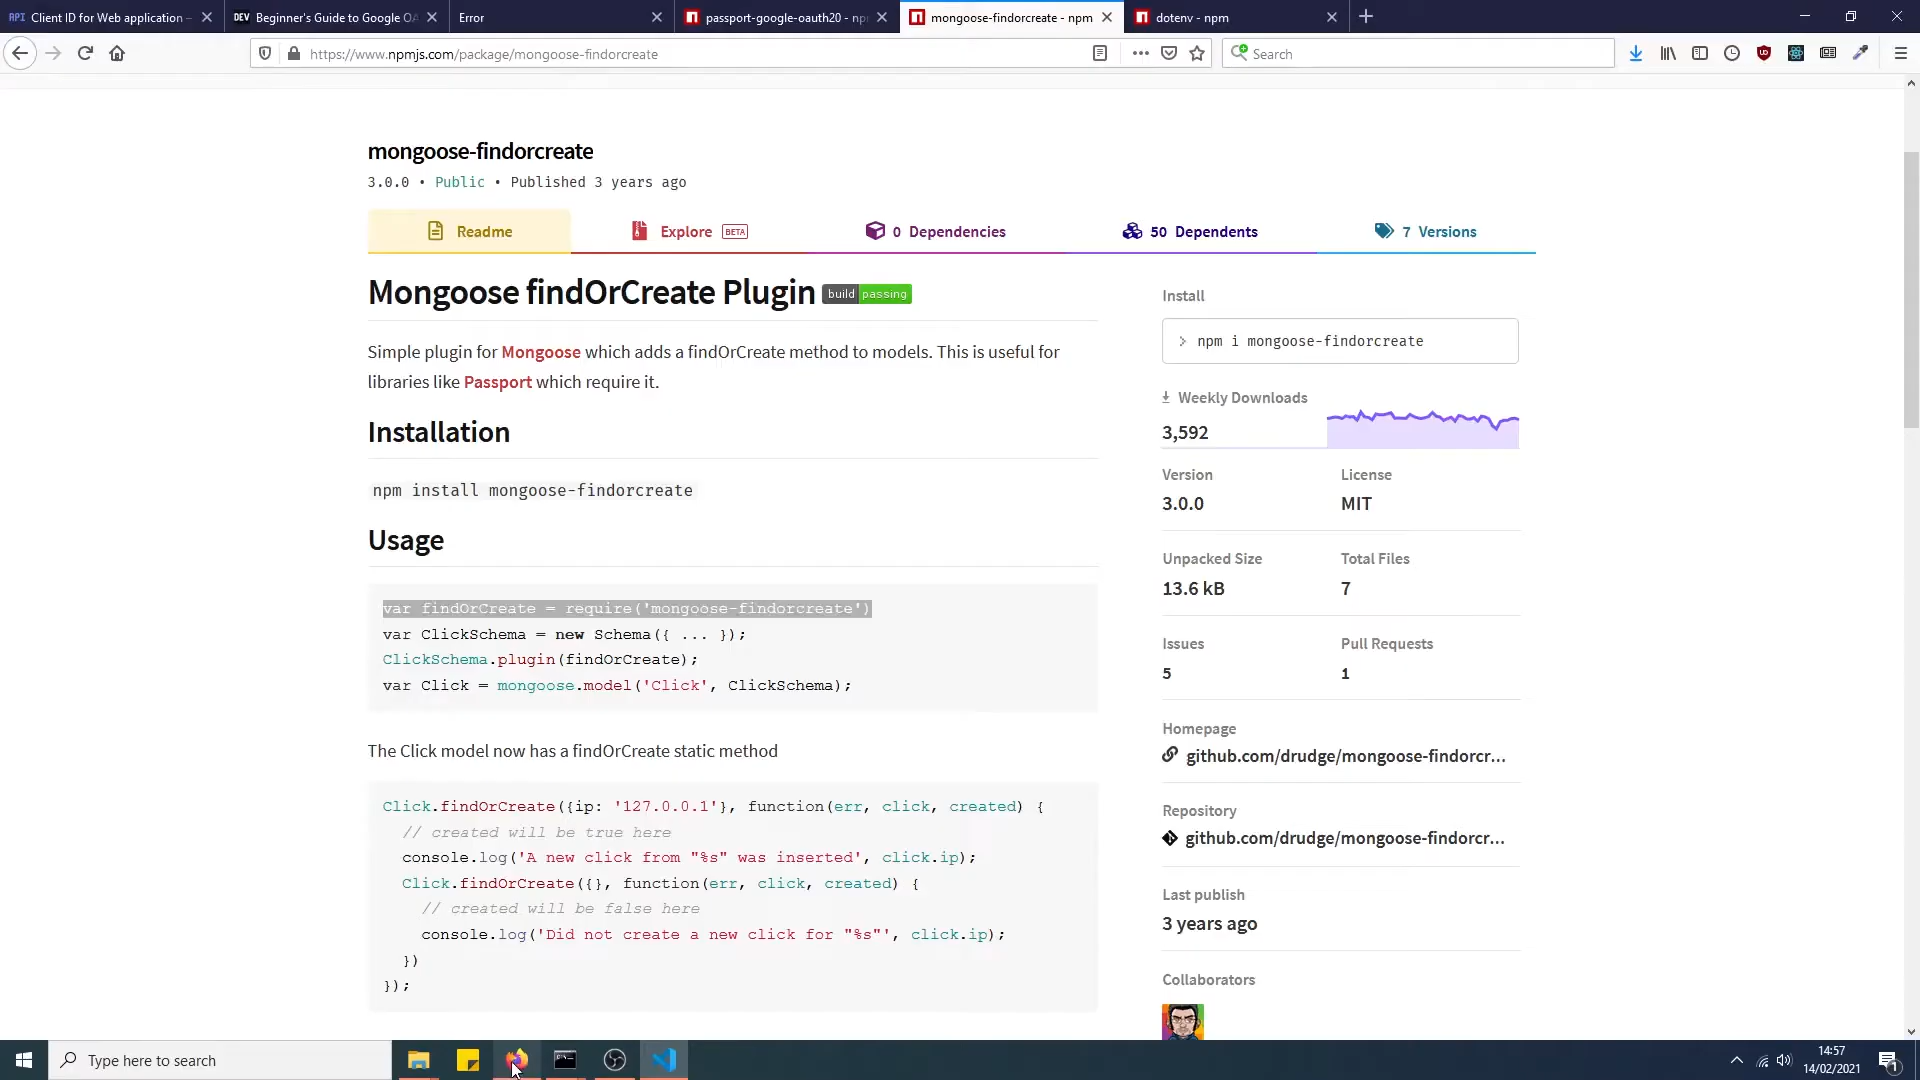 Client ID for Web application –
DEV Beginner's Guide to Google OA
Error
passport-google-oauth20 - np
mongoose-findorcreate - npm
dotenv - npm
https://www.npmjs.com/package/mongoose-findorcreate
Search
mongoose-findorcreate
3.0.0 • Public • Published 3 years ago
Readme
Explore BETA
0 Dependencies
50 Dependents
7 Versions
Mongoose findOrCreate Plugin build passing
Simple plugin for Mongoose which adds a findOrCreate method to models. This is useful for
libraries like Passport which require it.
Installation
npm install mongoose-findorcreate
Usage
var findOrCreate = require('mongoose-findorcreate')
var ClickSchema = new Schema({ ... });
ClickSchema.plugin(findOrCreate);
var Click = mongoose.model('Click', ClickSchema);
The Click model now has a findOrCreate static method
Click.findOrCreate({ip: '127.0.0.1'}, function(err, click, created) {
// created will be true here
console.log('A new click from "%s" was inserted', click.ip);
Click.findOrCreate({}, function(err, click, created) {
// created will be false here
console.log('Did not create a new click for "%s"', click.ip);
})
});
Install
> npm i mongoose-findorcreate
Weekly Downloads
3,592
Version
License
3.0.0
MIT
Unpacked Size
Total Files
13.6 kB
7
Issues
Pull Requests
5
1
Homepage
github.com/drudge/mongoose-findorcr...
Repository
github.com/drudge/mongoose-findorcr...
Last publish
3 years ago
Collaborators
Type here to search
14:57
14/02/2021
1